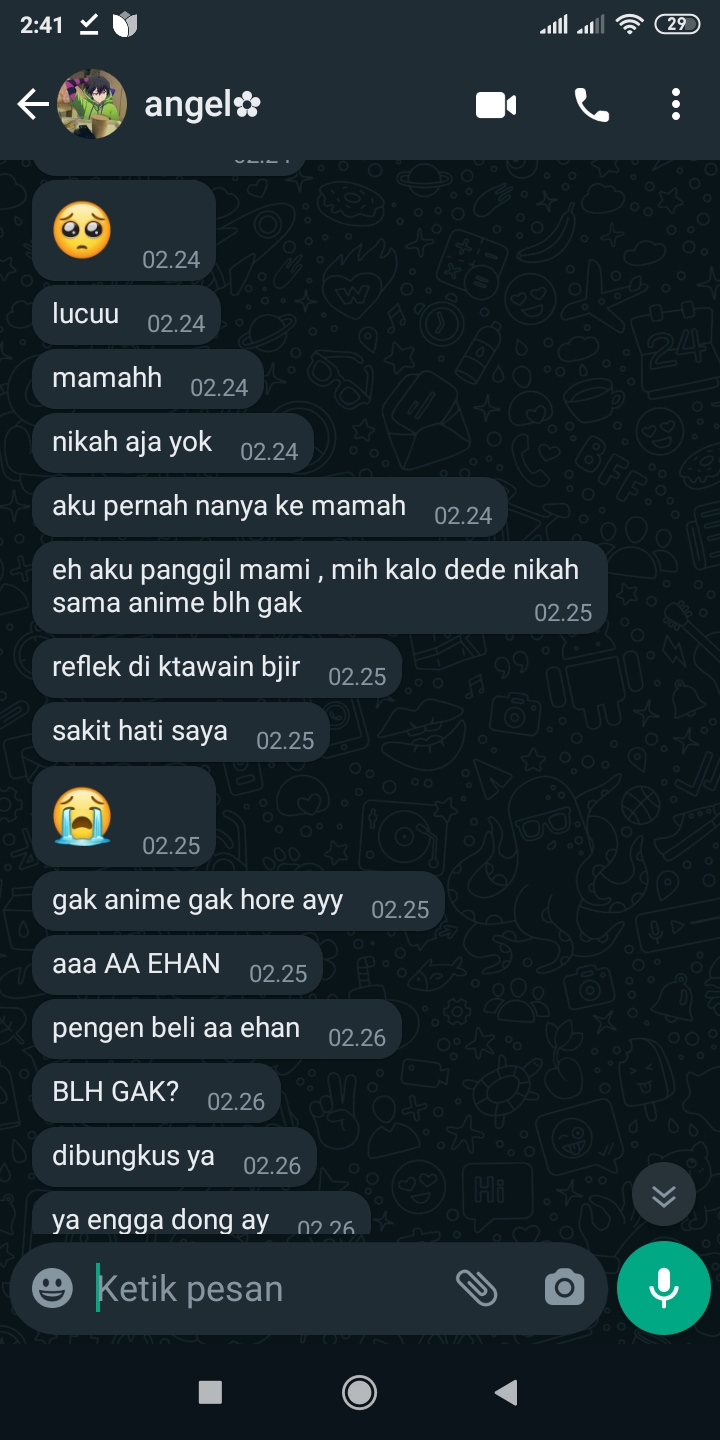 2:41
29
angel✿
🥺
02.24
lucuu 02.24
mamahh 02.24
nikah aja yok 02.24
aku pernah nanya ke mamah 02.24
eh aku panggil mami , mih kalo dede nikah
sama anime blh gak 02.25
reflek di ktawain bjir 02.25
sakit hati saya 02.25
😭
02.25
gak anime gak hore ayy 02.25
aaa AA EHAN 02.25
pengen beli aa ehan 02.26
BLH GAK? 02.26
dibungkus ya 02.26
ya engga dong ay 02.26
Ketik pesan